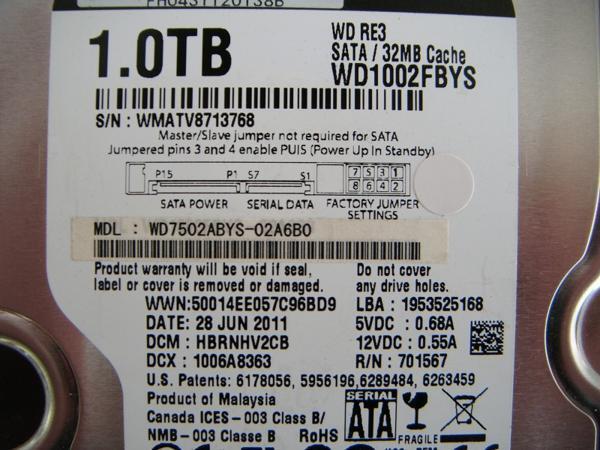 1.0TB
WD RE3
SATA / 32MB Cache
WD1002FBYS
S/N : WMATV8713768
Master/Slave jumper not required for SATA
Jumpered pins 3 and 4 enable PUIS (Power Up In Standby)
P15 P1 S7 S1 7 5 3 1
8 6 4 2
SATA POWER SERIAL DATA FACTORY JUMPER
SETTINGS
MDL : WD7502ABYS-02A6B0
Product warranty will be void if seal,
label or cover is removed or damaged.
Do not cover
any drive holes.
WWN:50014EE057C96BD9 LBA : 1953525168
DATE: 28 JUN 2011 5VDC : 0.68A
DCM : HBRNHV2CB 12VDC : 0.55A
DCX : 1006A8363 R/N : 701567
U.S. Patents: 6178056, 5956196,6289484, 6263459
Product of Malaysia
Canada ICES - 003 Class B/
NMB - 003 Classe B RoHS
SERIAL
ATA
FRAGILE